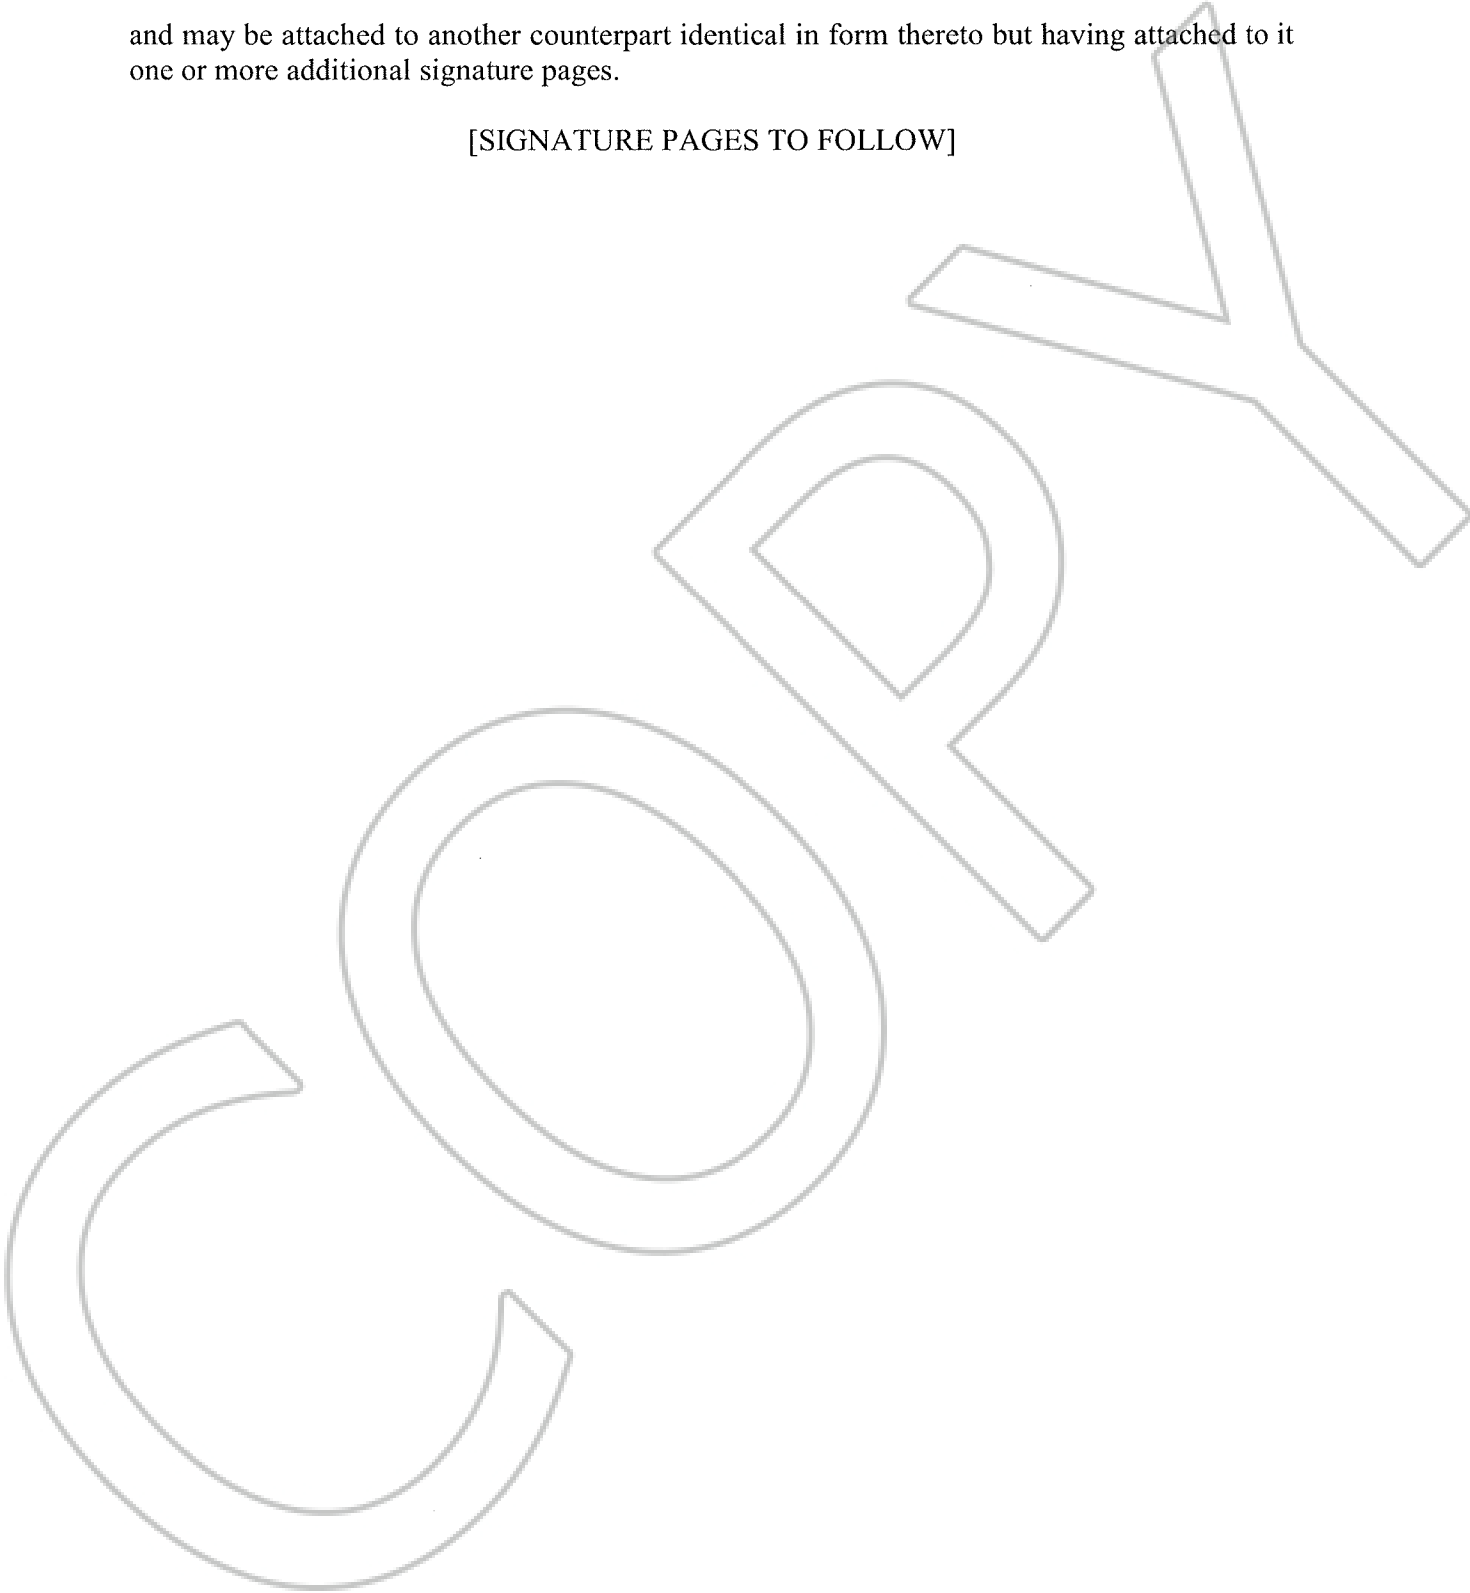 and may be attached to another counterpart identical in form thereto but having attached to it
one or more additional signature pages.
[SIGNATURE PAGES TO FOLLOW]
COPY